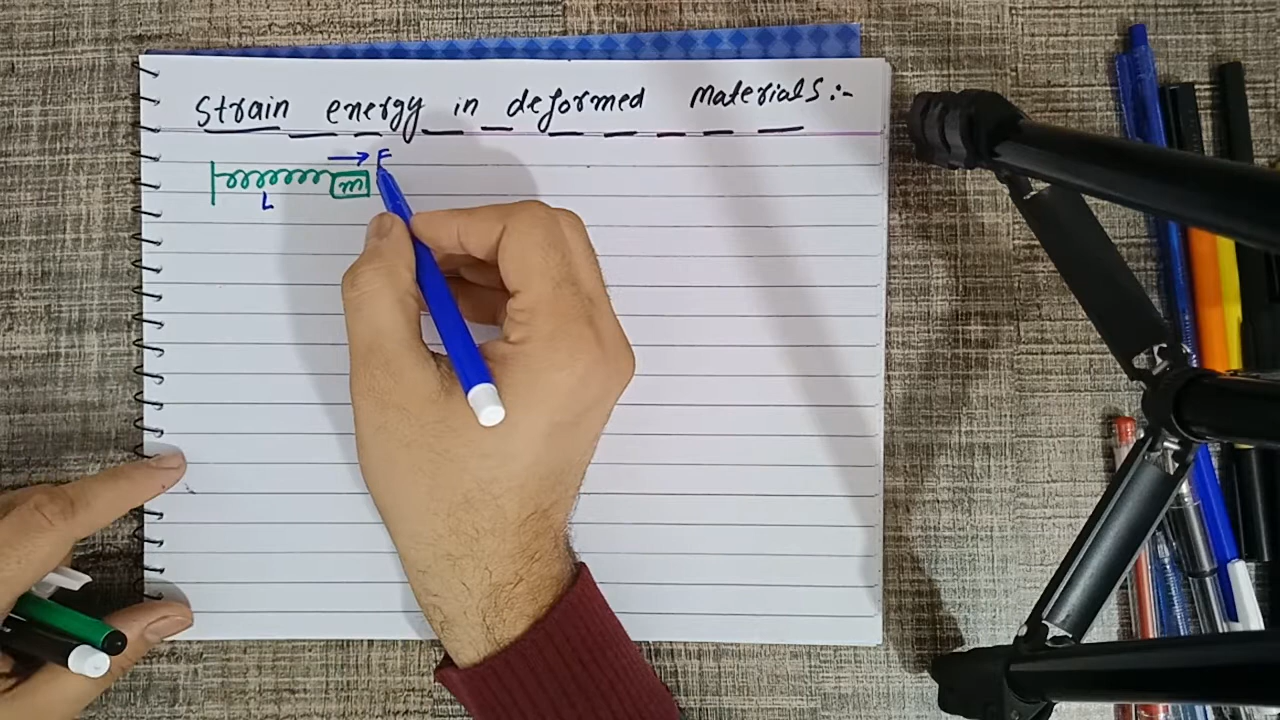 Strain energy in deformed materials :-
F
m
L